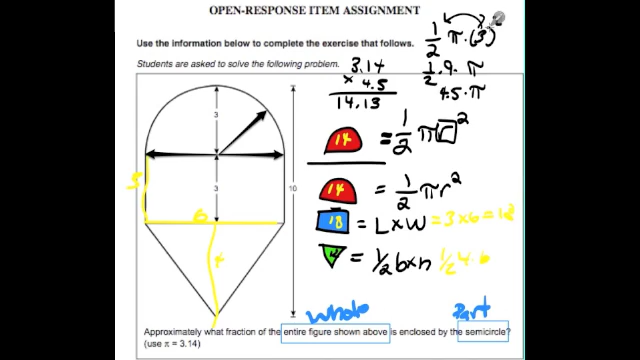 OPEN-RESPONSE ITEM ASSIGNMENT
Use the information below to complete the exercise that follows.
Students are asked to solve the following problem.
1/2 π·(3)²
1/2·9·π
4.5·π
3.14
× 4.5
14.13
14 = 1/2 π r²
14 = 1/2 π r²
18 = L×W = 3×6 = 18
= 1/2 b×h 1/2 4·6
3
3
10
3
6
4
Whole
Part
Approximately what fraction of the entire figure shown above is enclosed by the semicircle?
(use π = 3.14)